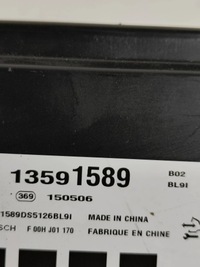 13591589 B02
BL9I
369 150506
1589DS5126BL9I MADE IN CHINA
SCH F 00H J01 170 FABRIQUE EN CHINE